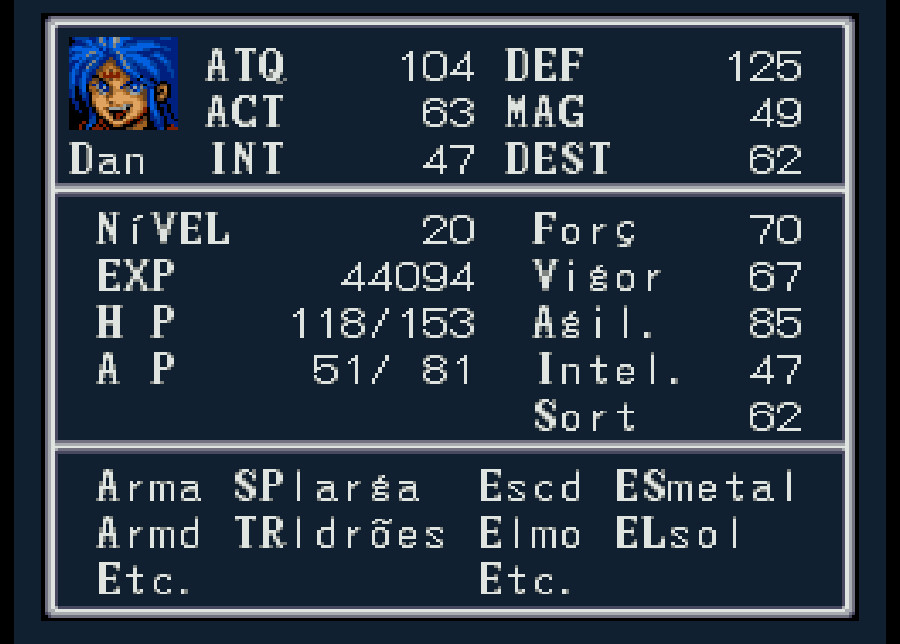 ATQ 104 DEF 125
ACT 63 MAG 49
Dan INT 47 DEST 62
NíVEL 20 Forç 70
EXP 44094 Vigor 67
H P 118/153 Agil. 85
A P 51/ 81 Intel. 47
Sort 62
Arma SPlarga Escd ESmetal
Armd TRldrões Elmo ELsol
Etc. Etc.